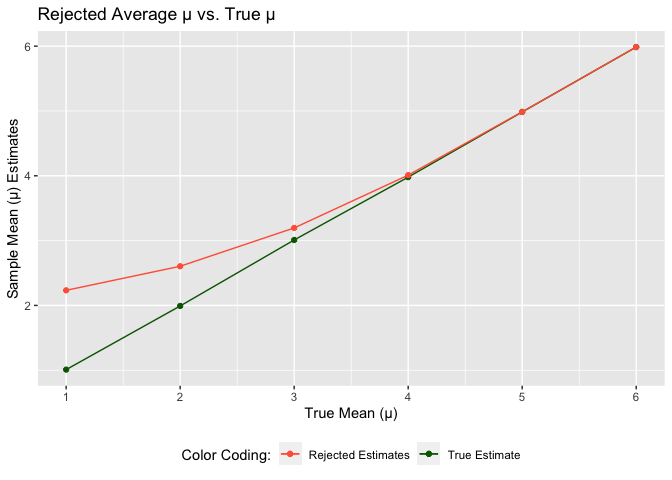 Rejected Average μ vs. True μ
Sample Mean (μ) Estimates
6
4
2
1 2 3 4 5 6
True Mean (μ)
Color Coding: Rejected Estimates True Estimate